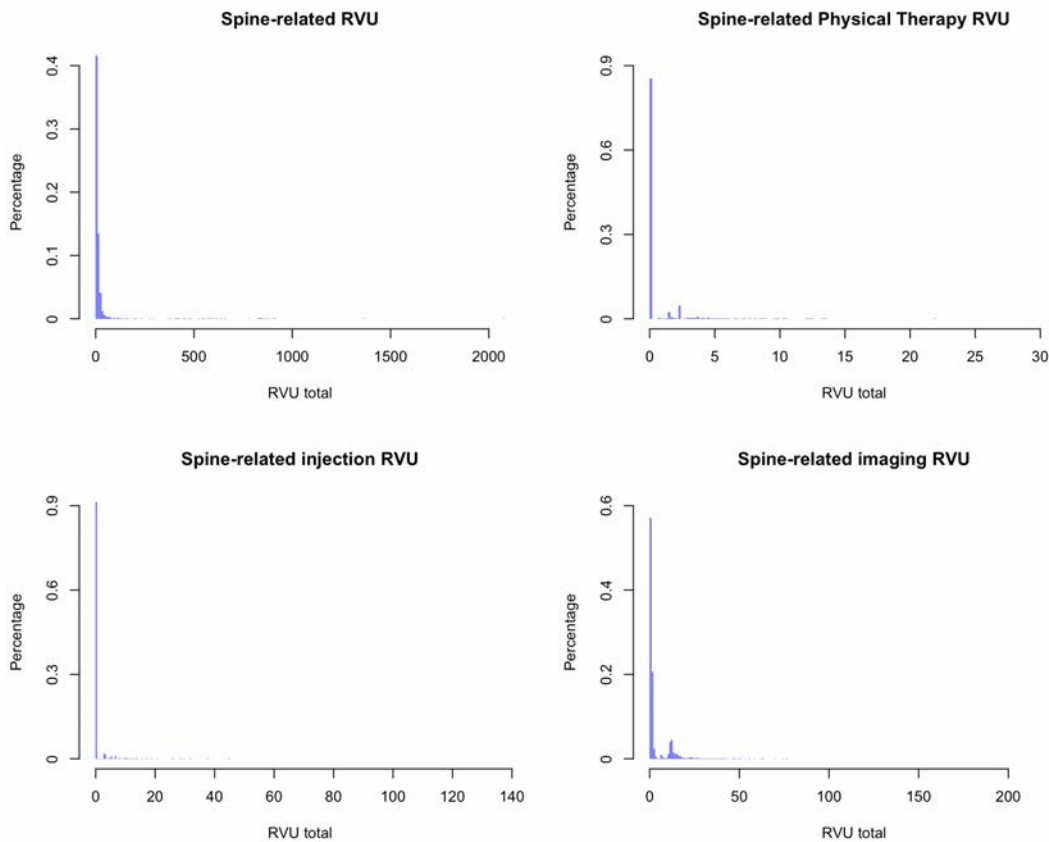 Spine-related RVU
Percentage
0.4
0.3
0.2
0.1
0
0 500 1000 1500 2000
RVU total
Spine-related Physical Therapy RVU
Percentage
0.9
0.6
0.3
0
0 5 10 15 20 25 30
RVU total
Spine-related injection RVU
Percentage
0.9
0.6
0.3
0
0 20 40 60 80 100 120 140
RVU total
Spine-related imaging RVU
Percentage
0.6
0.4
0.2
0
0 50 100 150 200
RVU total